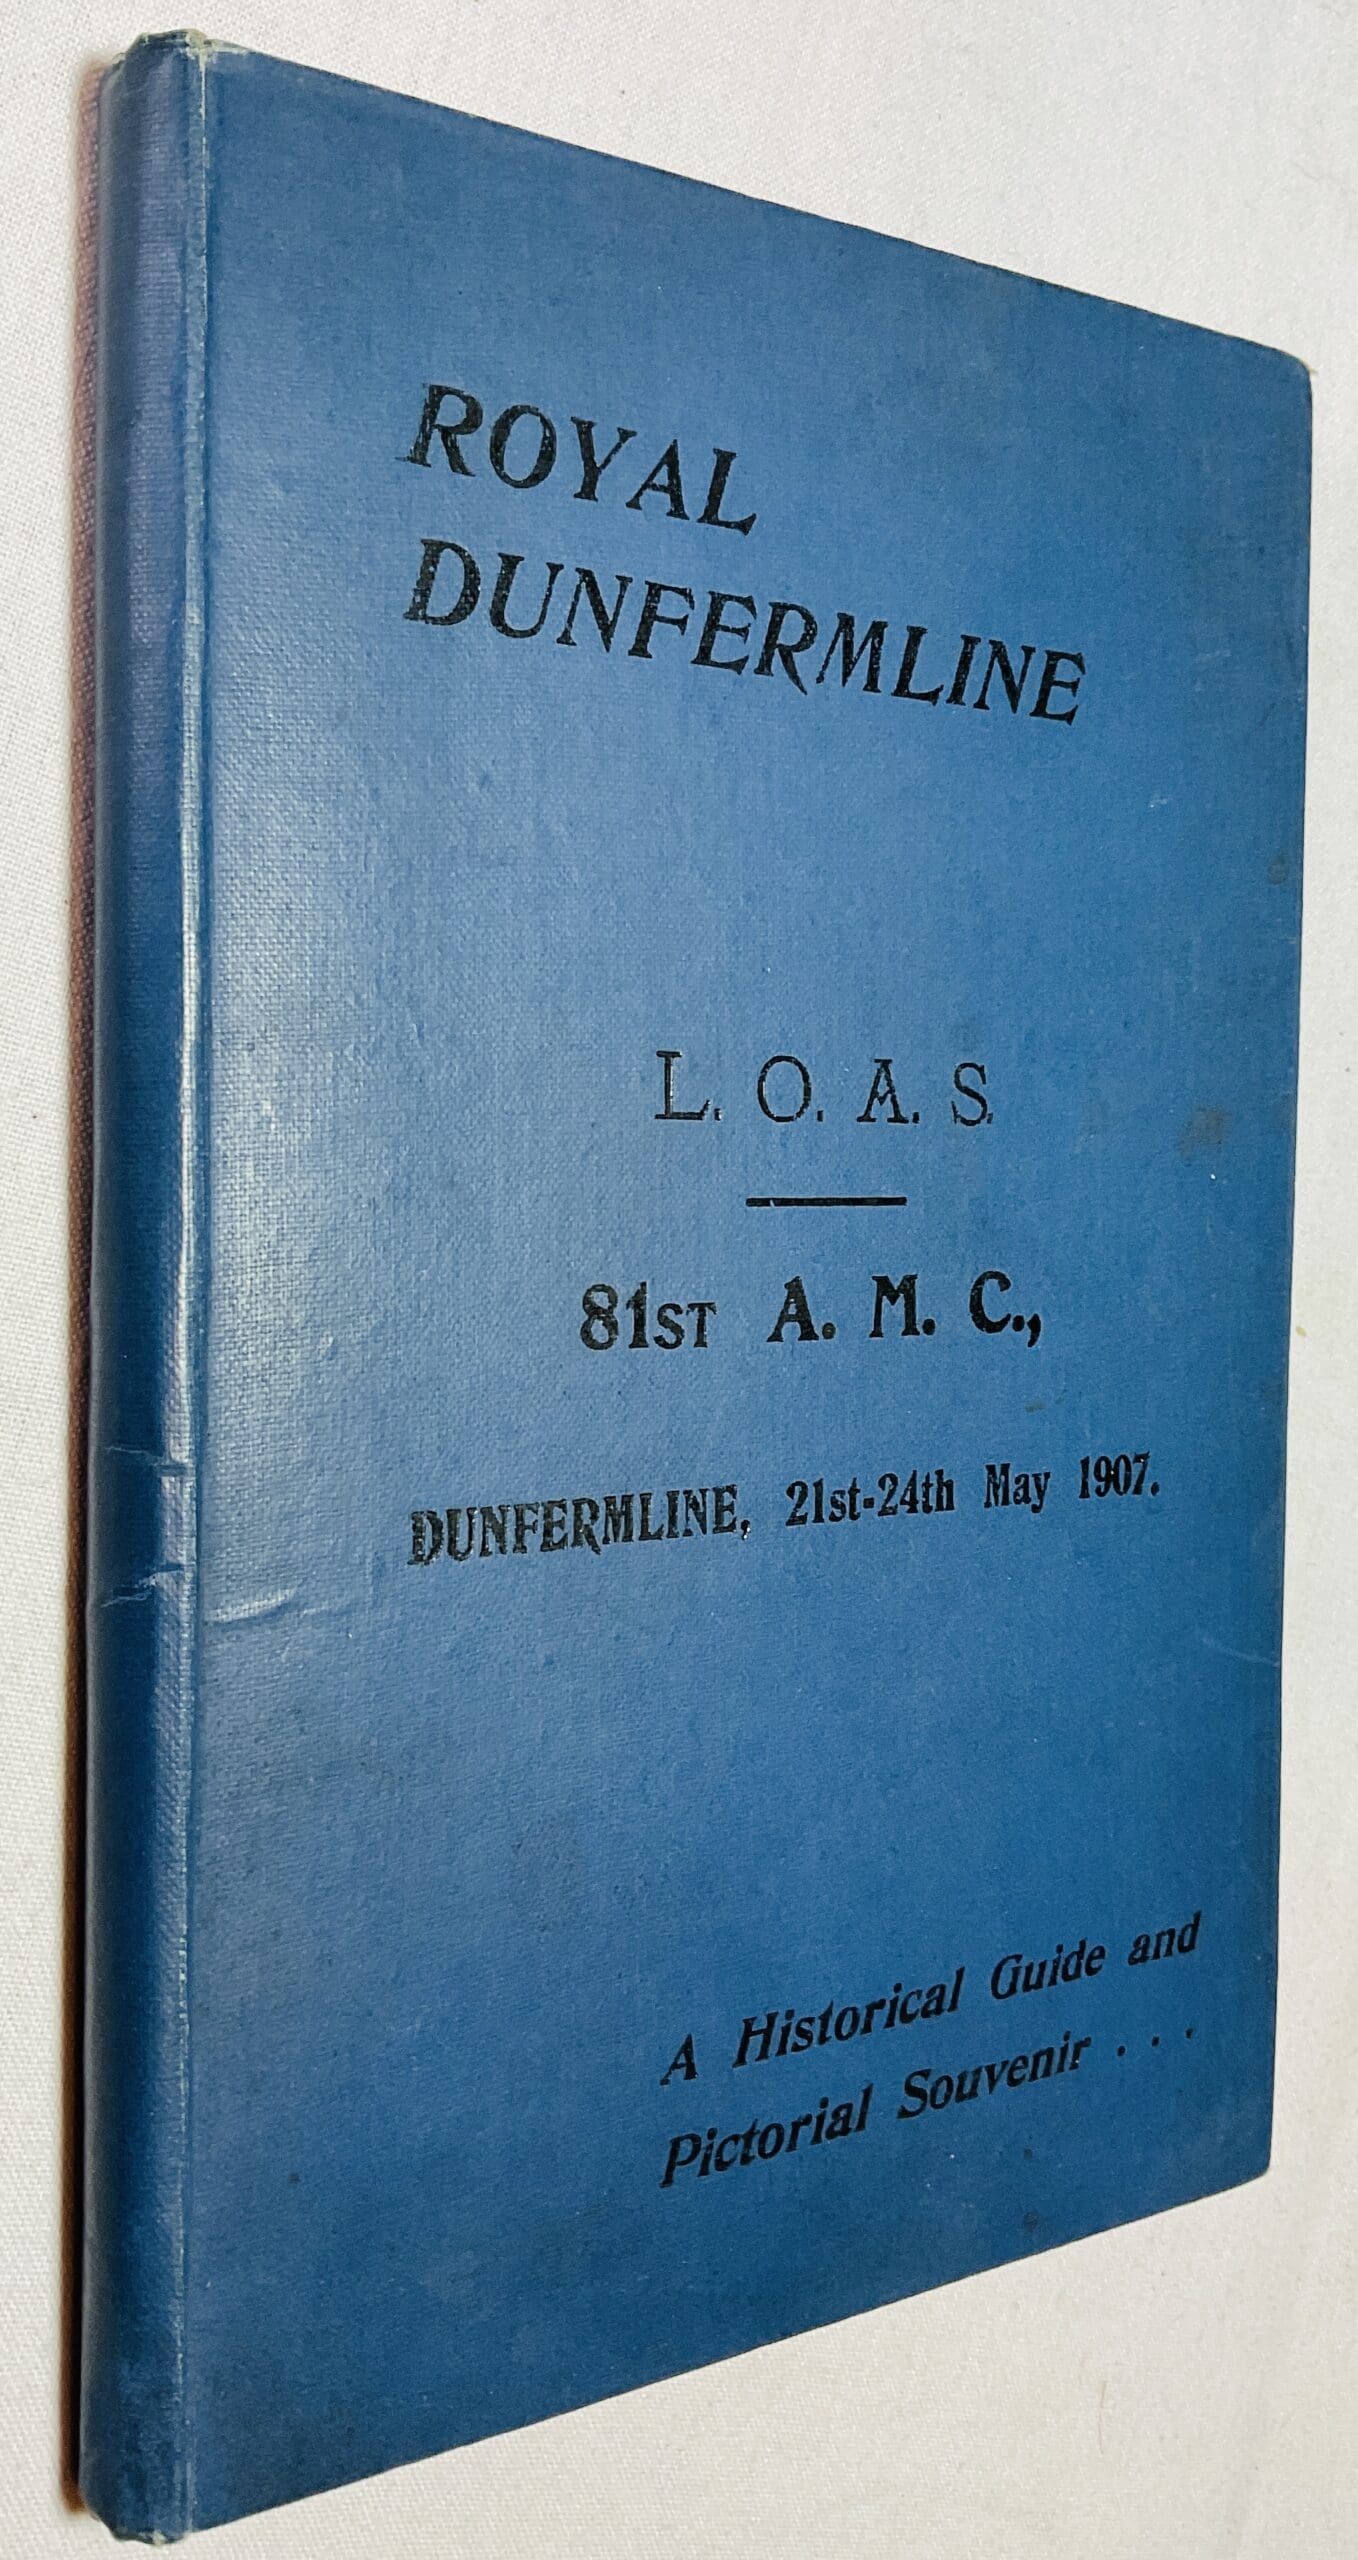 ROYAL
DUNFERMLINE
L. O. A. S.
81ST A. M. C.,
DUNFERMLINE, 21st-24th May 1907.
A Historical Guide and
Pictorial Souvenir . . .